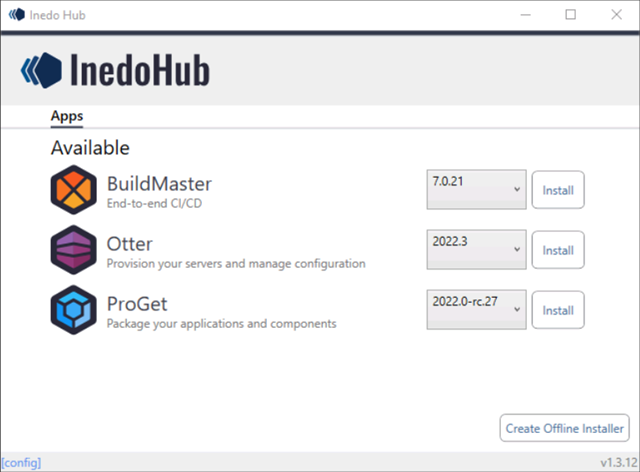 Inedo Hub
InedoHub
Apps
Available
BuildMaster
End-to-end CI/CD
7.0.21
Install
Otter
Provision your servers and manage configuration
2022.3
Install
ProGet
Package your applications and components
2022.0-rc.27
Install
Create Offline Installer
[config]
v1.3.12